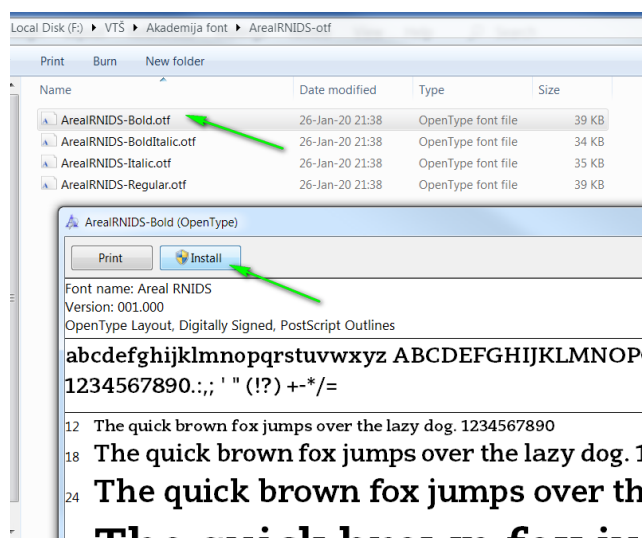 Local Disk (F:) ▸ VTŠ ▸ Akademija font ▸ ArealRNIDS-otf
Print Burn New folder
Name Date modified Type Size
ArealRNIDS-Bold.otf 26-Jan-20 21:38 OpenType font file 39 KB
ArealRNIDS-BoldItalic.otf 26-Jan-20 21:38 OpenType font file 34 KB
ArealRNIDS-Italic.otf 26-Jan-20 21:38 OpenType font file 35 KB
ArealRNIDS-Regular.otf 26-Jan-20 21:38 OpenType font file 39 KB
ArealRNIDS-Bold (OpenType)
Print Install
Font name: Areal RNIDS
Version: 001.000
OpenType Layout, Digitally Signed, PostScript Outlines
abcdefghijklmnopqrstuvwxyz ABCDEFGHIJKLMNOP
1234567890.:,; ' " (!?) +-*/=
12 The quick brown fox jumps over the lazy dog. 1234567890
18 The quick brown fox jumps over the lazy dog. 1
24 The quick brown fox jumps over th